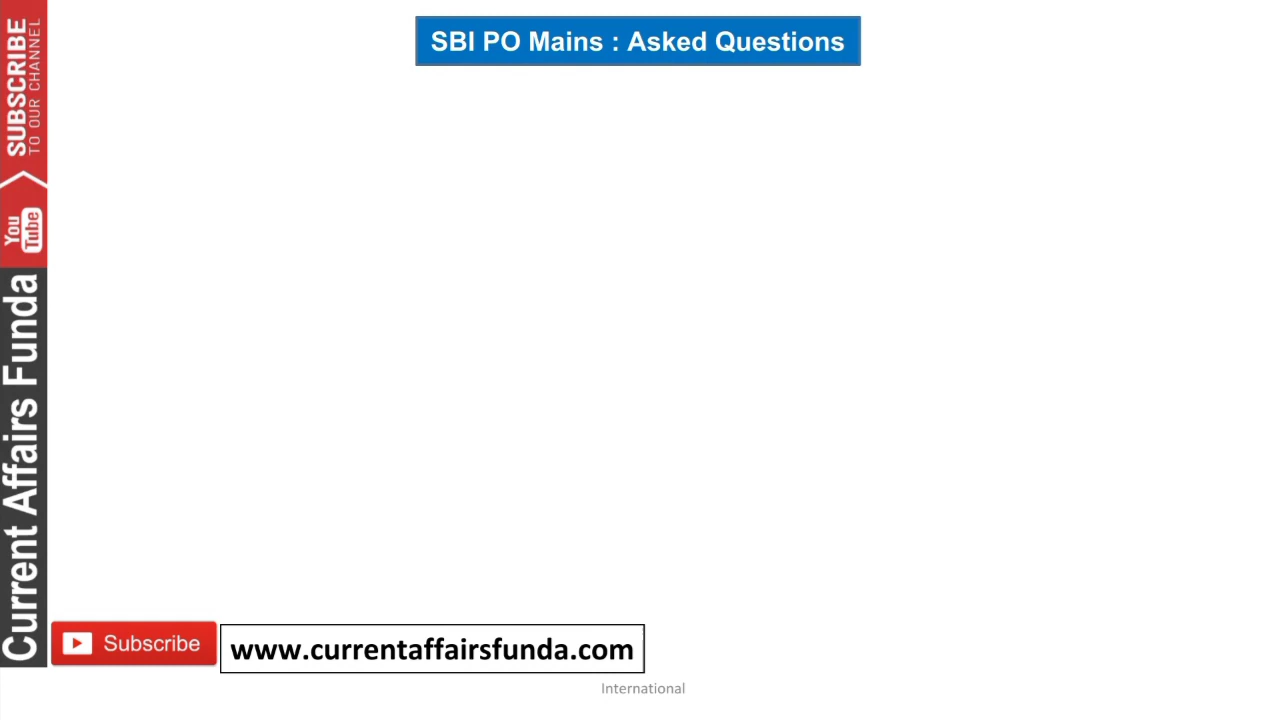 SBI PO Mains : Asked Questions
SUBSCRIBE
TO OUR CHANNEL
You
Tube
Current Affairs Funda
Subscribe
www.currentaffairsfunda.com
International